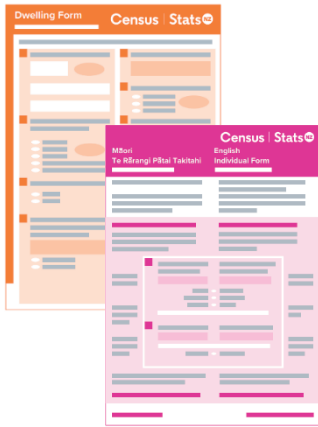 Dwelling Form
Census | Stats NZ
Census | Stats NZ
Māori
Te Rārangi Pātai Takitahi
English
Individual Form